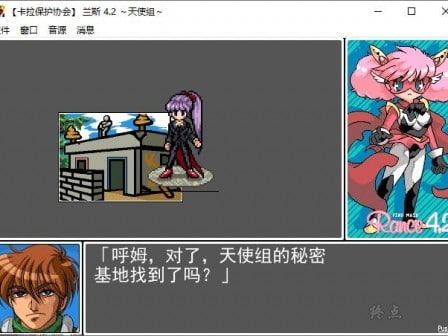 【卡拉保护协会】 兰斯 4.2 ～天使组～
件 窗口 音源 消息
PINK MASK
Rance 4.2
「呼姆，对了，天使组的秘密
基地找到了吗？」
终点